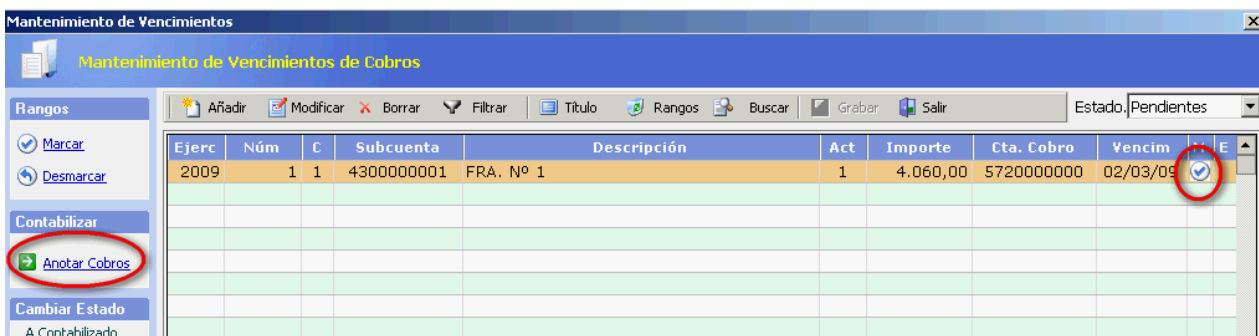 Mantenimiento de Vencimientos
Mantenimiento de Vencimientos de Cobros
Rangos
Marcar
Desmarcar
Contabilizar
Anotar Cobros
Cambiar Estado
A Contabilizado
Añadir Modificar Borrar Filtrar Título Rangos Buscar Grabar Salir Estado. Pendientes
Ejerc Núm C Subcuenta Descripción Act Importe Cta. Cobro Vencim M E
2009 1 1 4300000001 FRA. Nº 1 1 4.060,00 5720000000 02/03/09